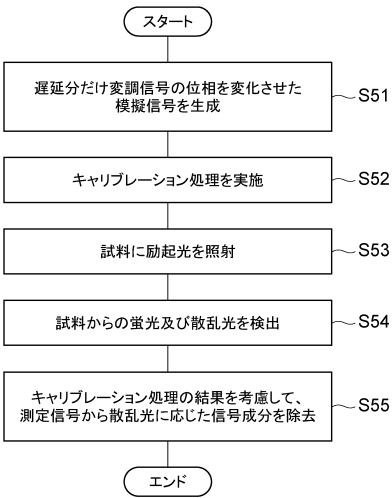 スタート
遅延分だけ変調信号の位相を変化させた
模擬信号を生成
S51
キャリブレーション処理を実施
S52
試料に励起光を照射
S53
試料からの蛍光及び散乱光を検出
S54
キャリブレーション処理の結果を考慮して、
測定信号から散乱光に応じた信号成分を除去
S55
エンド